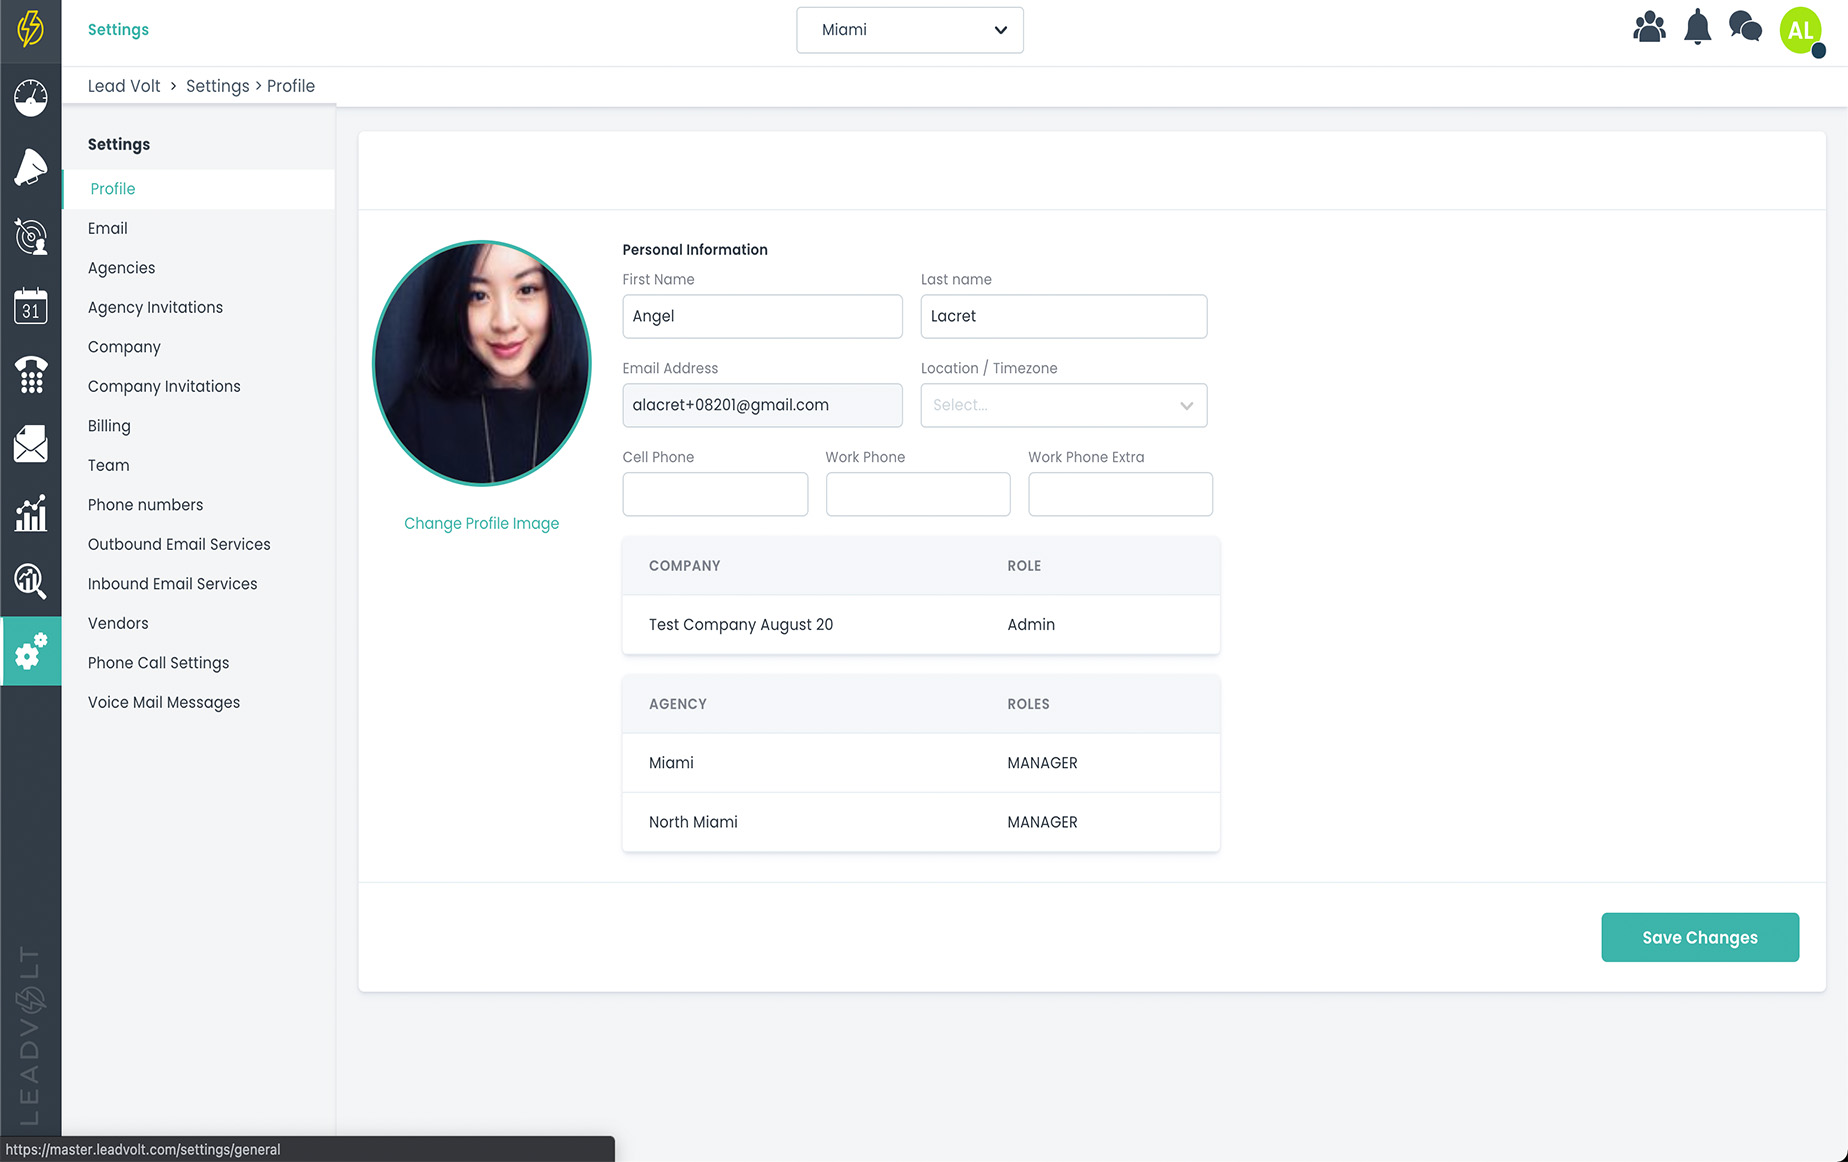 Settings
Miami
AL
Lead Volt > Settings > Profile
Settings
Profile
Email
Agencies
Agency Invitations
Company
Company Invitations
Billing
Team
Phone numbers
Outbound Email Services
Inbound Email Services
Vendors
Phone Call Settings
Voice Mail Messages
31
LEADVOLT
Change Profile Image
Personal Information
First Name Last name
Angel Lacret
Email Address Location / Timezone
alacret+08201@gmail.com Select...
Cell Phone Work Phone Work Phone Extra
COMPANY ROLE
Test Company August 20 Admin
AGENCY ROLES
Miami MANAGER
North Miami MANAGER
Save Changes
https://master.leadvolt.com/settings/general